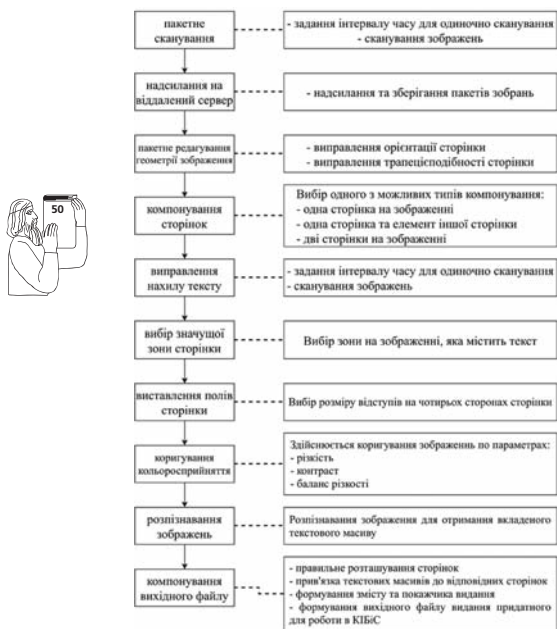 пакетне
сканування
- задання інтервалу часу для одиночно сканування
- сканування зображень
надсилання на
віддалений сервер
- надсилання та зберігання пакетів зобрань
пакетне редагування
геометрії зображення
- виправлення орієнтації сторінки
- виправлення трапецієподібності сторінки
50
компонування
сторінок
Вибір одного з можливих типів компонування:
- одна сторінка на зображенні
- одна сторінка та елемент іншої сторінки
- дві сторінки на зображенні
виправлення
нахилу тексту
- задання інтервалу часу для одиночно сканування
- сканування зображень
вибір значущої
зони сторінки
Вибір зони на зображенні, яка містить текст
виставлення полів
сторінки
Вибір розміру відступів на чотирьох сторонах сторінки
коригування
кольоросприйняття
Здійснюється коригування зображеннь по параметрах:
- різкість
- контраст
- баланс різкості
розпізнавання
зображень
Розпізнавання зображення для отримання вкладеного
текстового масиву
компонування
вихідного файлу
- правильне розташування сторінок
- прив'язка текстових масивів до відповідних сторінок
- формування змісту та покажчика видання
- формування вихідного файлу видання придатного
для роботи в КІБіС